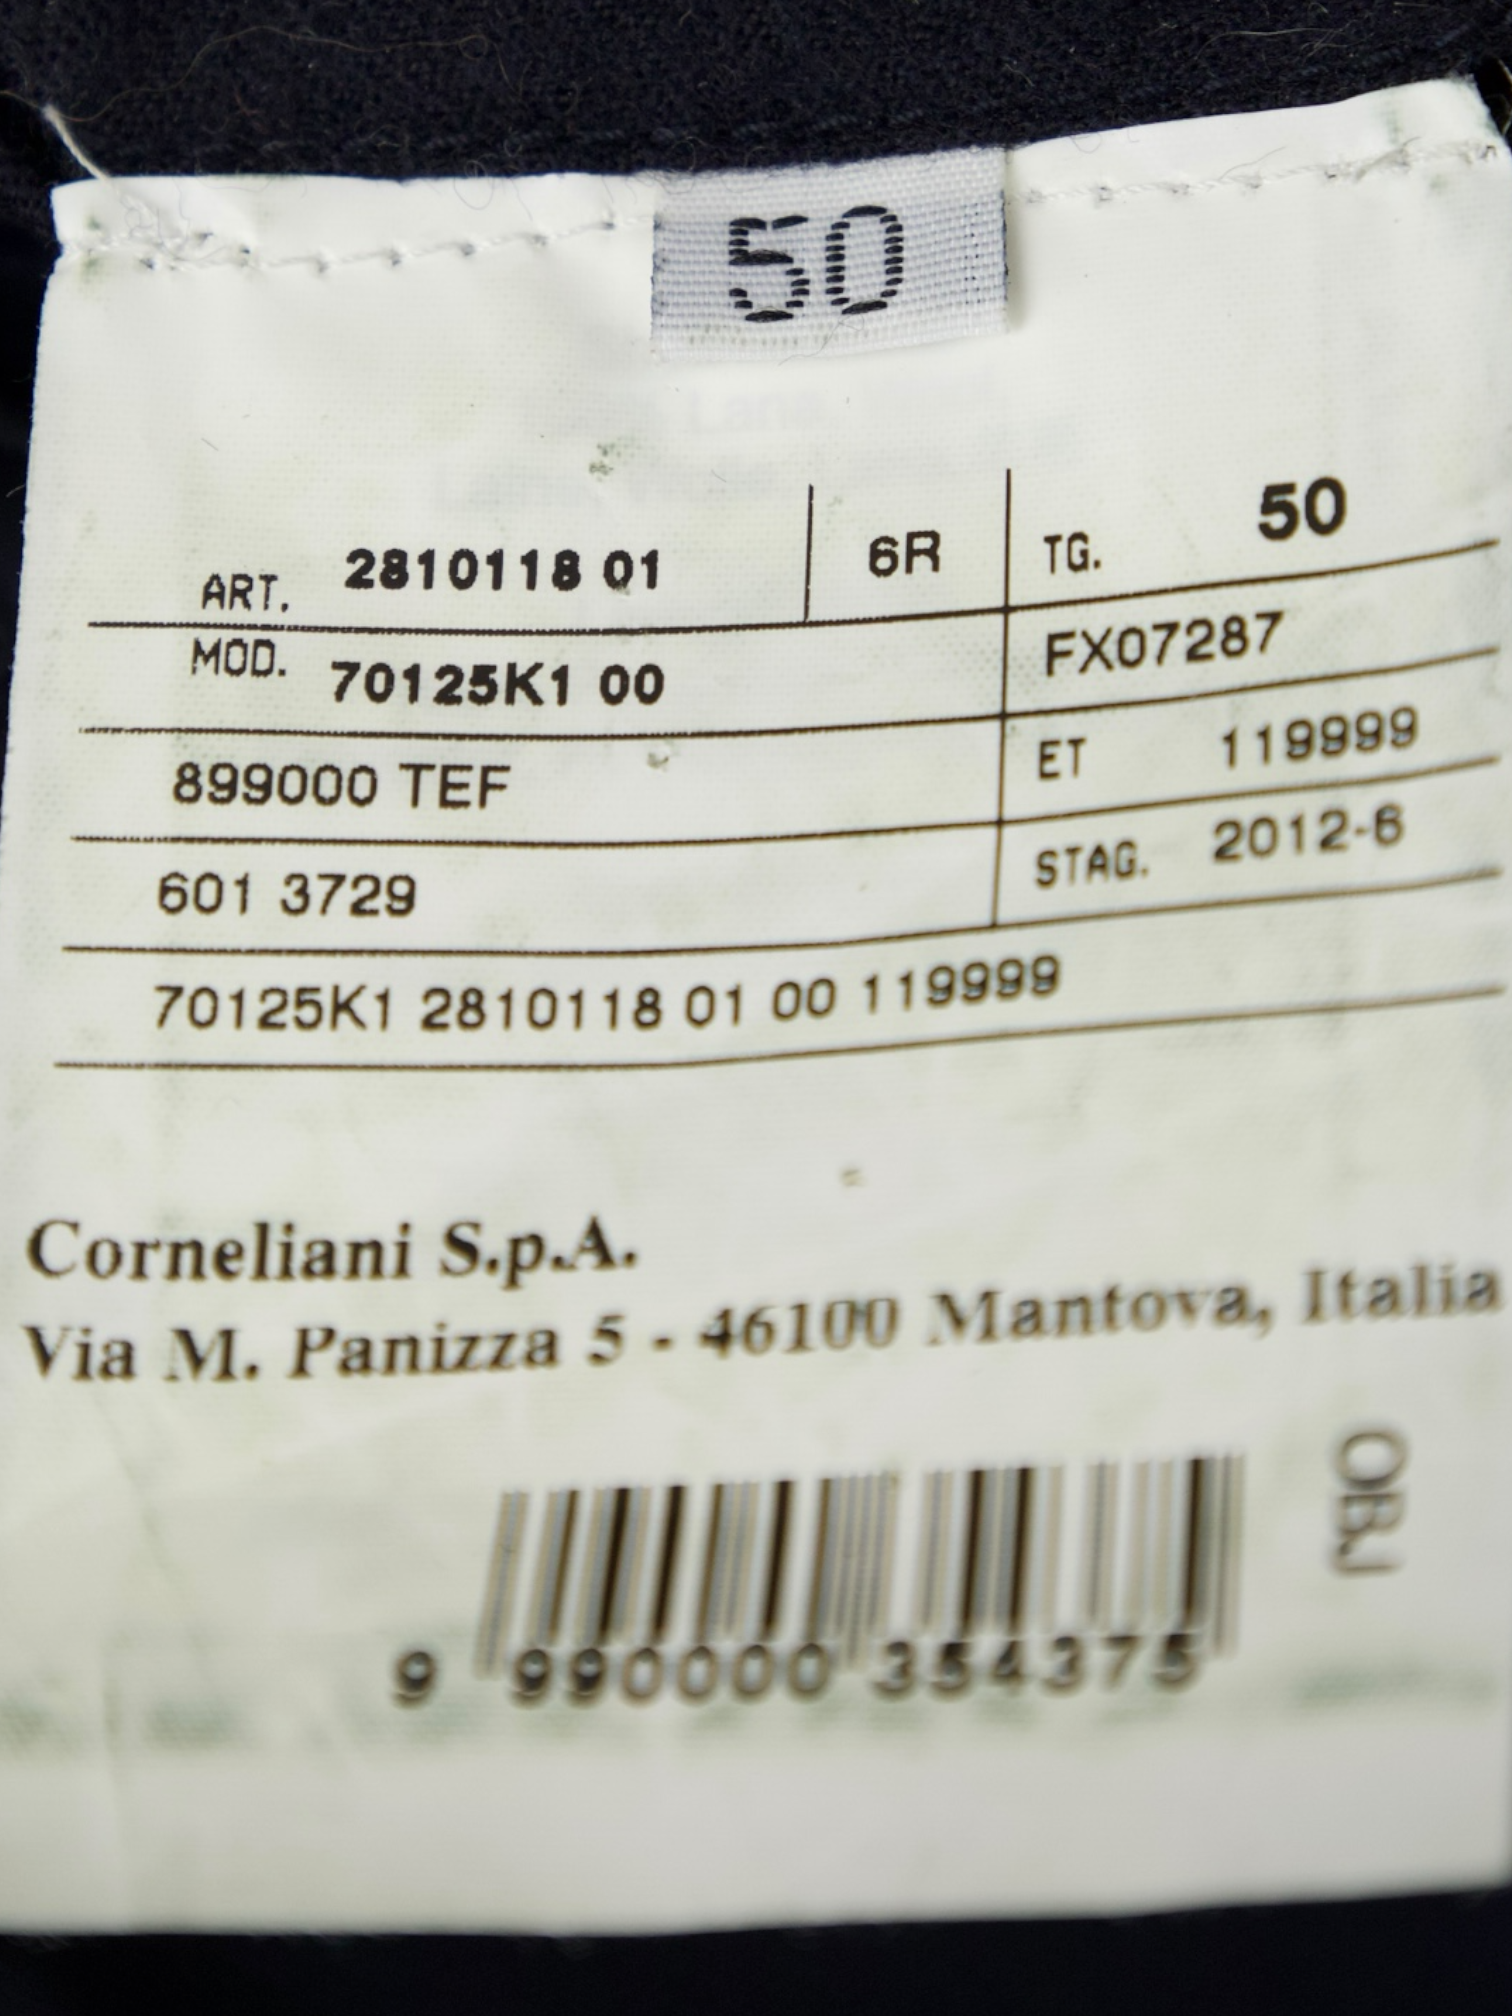 50
ART. 2810118 01 6R TG. 50
MOD. 70125K1 00 FX07287
899000 TEF ET 119999
601 3729 STAG. 2012-6
70125K1 2810118 01 00 119999
Corneliani S.p.A.
Via M. Panizza 5 - 46100 Mantova, Italia
OBJ
9 990000 354375